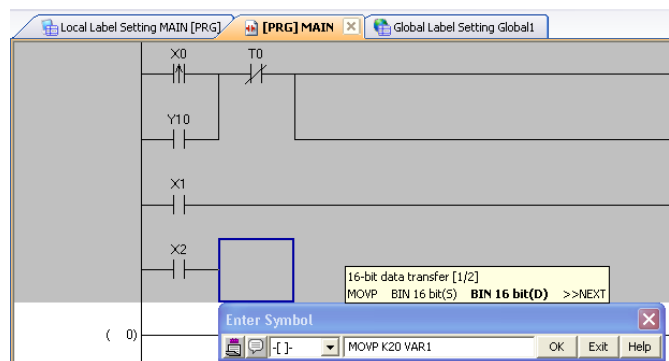 Local Label Setting MAIN [PRG] [PRG] MAIN Global Label Setting Global1
X0 T0
Y10
X1
X2
16-bit data transfer [1/2]
MOVP BIN 16 bit(S) BIN 16 bit(D) >>NEXT
Enter Symbol
( 0) -[ ]- MOVP K20 VAR1 OK Exit Help